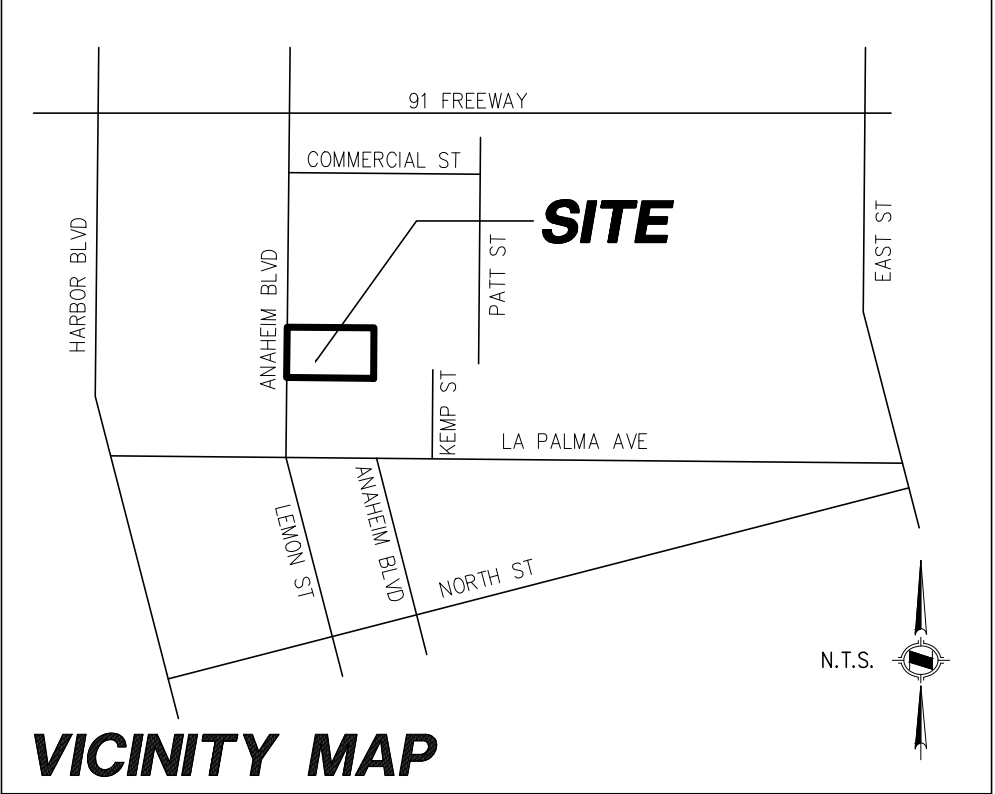 91 FREEWAY
COMMERCIAL ST
SITE
HARBOR BLVD
ANAHEIM BLVD
PATT ST
EAST ST
KEMP ST
LA PALMA AVE
LEMON ST
ANAHEIM BLVD
NORTH ST
N.T.S.
VICINITY MAP